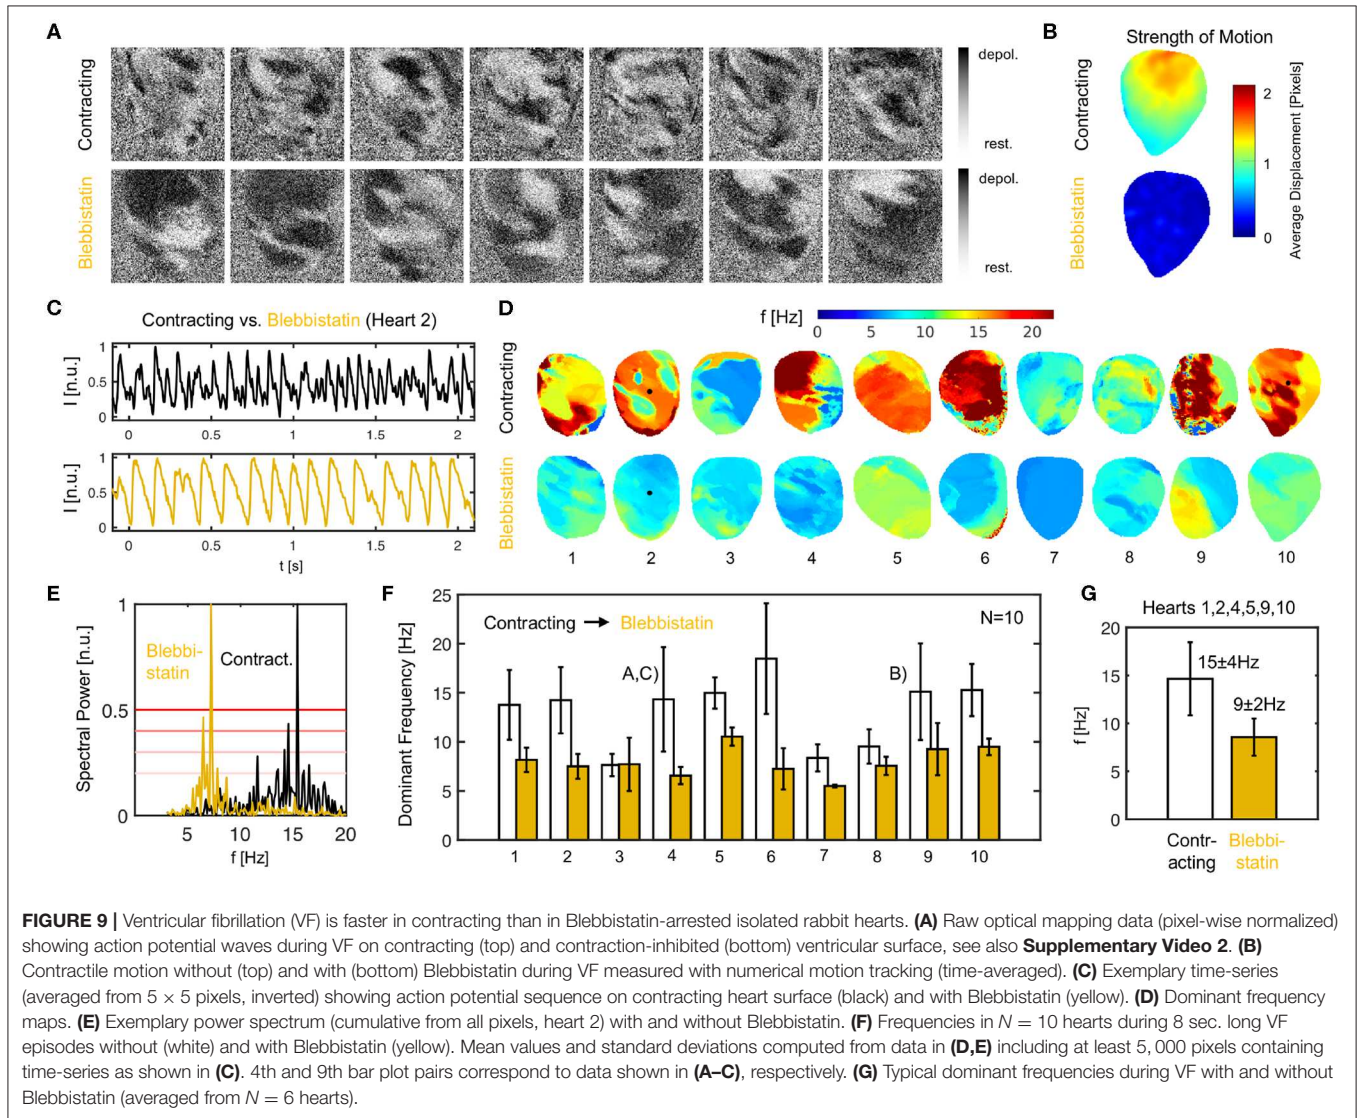 A
Contracting
Blebbistatin
depol.
rest.
depol.
rest.
B
Strength of Motion
Contracting
Blebbistatin
2
1
0
Average Displacement [Pixels]
C
Contracting vs. Blebbistatin (Heart 2)
I [n.u.]
1
0.5
0
0 0.5 1 1.5 2
I [n.u.]
1
0.5
0
0 0.5 1 1.5 2
t [s]
D
f [Hz]
0 5 10 15 20
Contracting
Blebbistatin
1 2 3 4 5 6 7 8 9 10
E
Spectral Power [n.u.]
1
0.5
0
Blebbi-
statin
Contract.
5 10 15 20
f [Hz]
F
Dominant Frequency [Hz]
25
20
15
10
5
0
Contracting → Blebbistatin
N=10
A,C)
B)
1 2 3 4 5 6 7 8 9 10
G
Hearts 1,2,4,5,9,10
f [Hz]
20
15
10
5
0
15±4Hz
9±2Hz
Contr-
acting
Blebbi-
statin
FIGURE 9 | Ventricular fibrillation (VF) is faster in contracting than in Blebbistatin-arrested isolated rabbit hearts. (A) Raw optical mapping data (pixel-wise normalized)
showing action potential waves during VF on contracting (top) and contraction-inhibited (bottom) ventricular surface, see also Supplementary Video 2. (B)
Contractile motion without (top) and with (bottom) Blebbistatin during VF measured with numerical motion tracking (time-averaged). (C) Exemplary time-series
(averaged from 5 × 5 pixels, inverted) showing action potential sequence on contracting heart surface (black) and with Blebbistatin (yellow). (D) Dominant frequency
maps. (E) Exemplary power spectrum (cumulative from all pixels, heart 2) with and without Blebbistatin. (F) Frequencies in N = 10 hearts during 8 sec. long VF
episodes without (white) and with Blebbistatin (yellow). Mean values and standard deviations computed from data in (D,E) including at least 5, 000 pixels containing
time-series as shown in (C). 4th and 9th bar plot pairs correspond to data shown in (A–C), respectively. (G) Typical dominant frequencies during VF with and without
Blebbistatin (averaged from N = 6 hearts).